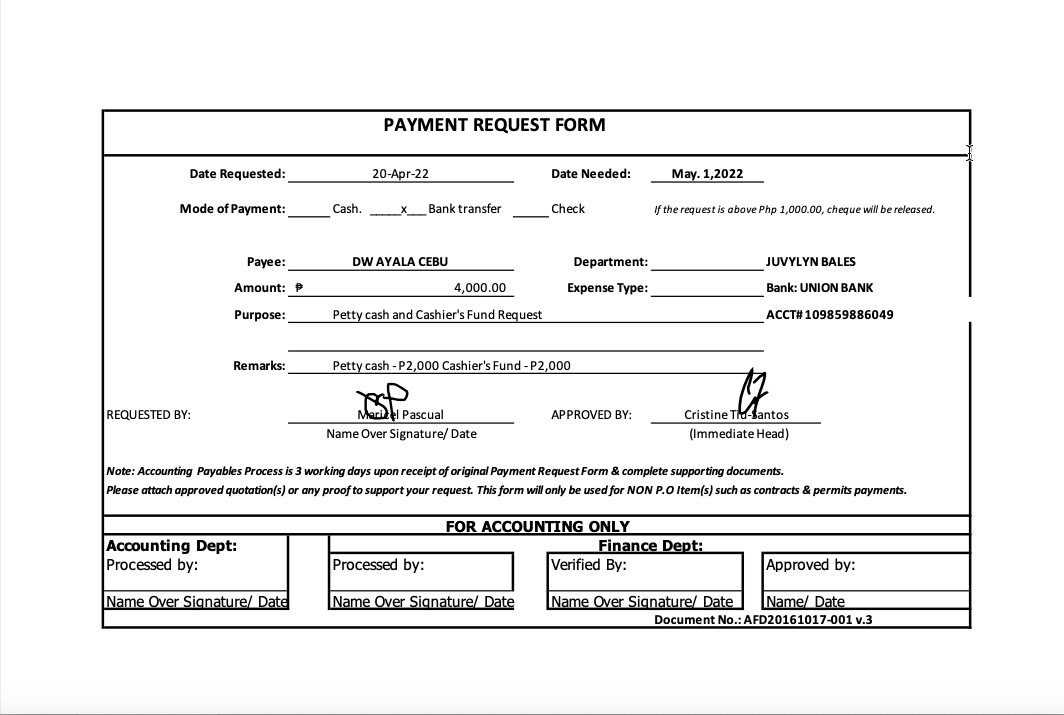 PAYMENT REQUEST FORM
Date Requested: 20-Apr-22 Date Needed: May. 1,2022
Mode of Payment: ______ Cash. _____x___ Bank transfer _____ Check If the request is above Php 1,000.00, cheque will be released.
Payee: DW AYALA CEBU Department: JUVYLYN BALES
Amount: ₱ 4,000.00 Expense Type: Bank: UNION BANK
Purpose: Petty cash and Cashier's Fund Request ACCT# 109859886049
Remarks: Petty cash - P2,000 Cashier's Fund - P2,000
REQUESTED BY: Maricel Pascual APPROVED BY: Cristine Santos
Name Over Signature/ Date (Immediate Head)
Note: Accounting Payables Process is 3 working days upon receipt of original Payment Request Form & complete supporting documents.
Please attach approved quotation(s) or any proof to support your request. This form will only be used for NON P.O Item(s) such as contracts & permits payments.
FOR ACCOUNTING ONLY
Accounting Dept: Finance Dept:
Processed by: Processed by: Verified By: Approved by:
Name Over Signature/ Date Name Over Signature/ Date Name Over Signature/ Date Name/ Date
Document No.: AFD20161017-001 v.3